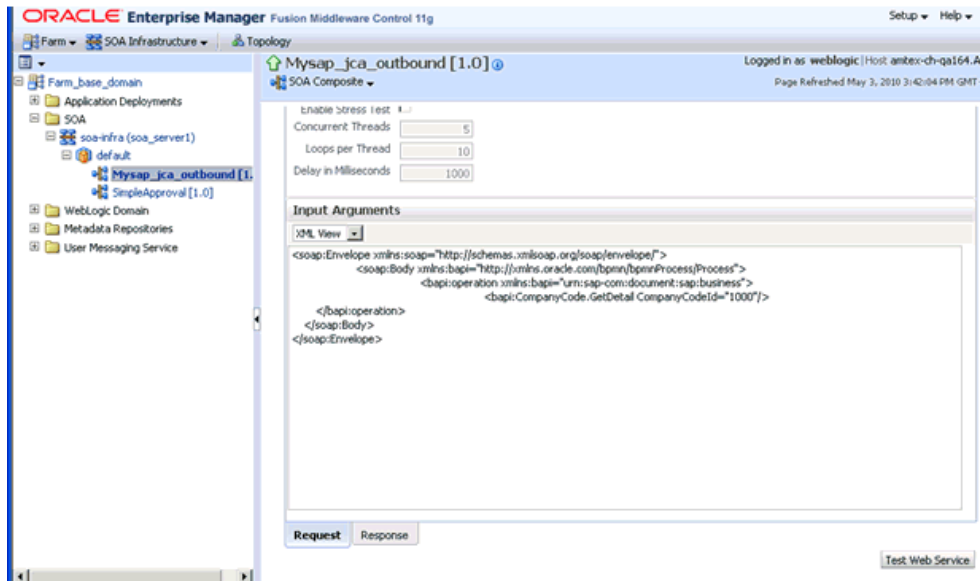 ORACLE Enterprise Manager Fusion Middleware Control 11g
Setup Help
Farm SOA Infrastructure Topology
Mysap_jca_outbound [1.0]
Logged in as weblogic | Host amtex-ch-qa164.A
SOA Composite
Page Refreshed May 3, 2010 3:42:04 PM GMT
Farm_base_domain
Application Deployments
SOA
soa-infra (soa_server1)
default
Mysap_jca_outbound [1.
SimpleApproval [1.0]
WebLogic Domain
Metadata Repositories
User Messaging Service
Enable Stress Test
Concurrent Threads 5
Loops per Thread 10
Delay in Milliseconds 1000
Input Arguments
XML View
<soap:Envelope xmlns:soap="http://schemas.xmlsoap.org/soap/envelope/">
<soap:Body xmlns:bapi="http://xmlns.oracle.com/bpmn/bpmnProcess/Process">
<bapi:operation xmlns:bapi="urn:sap-com:document:sap:business">
<bapi:CompanyCode.GetDetail CompanyCodeId="1000"/>
</bapi:operation>
</soap:Body>
</soap:Envelope>
Request Response
Test Web Service